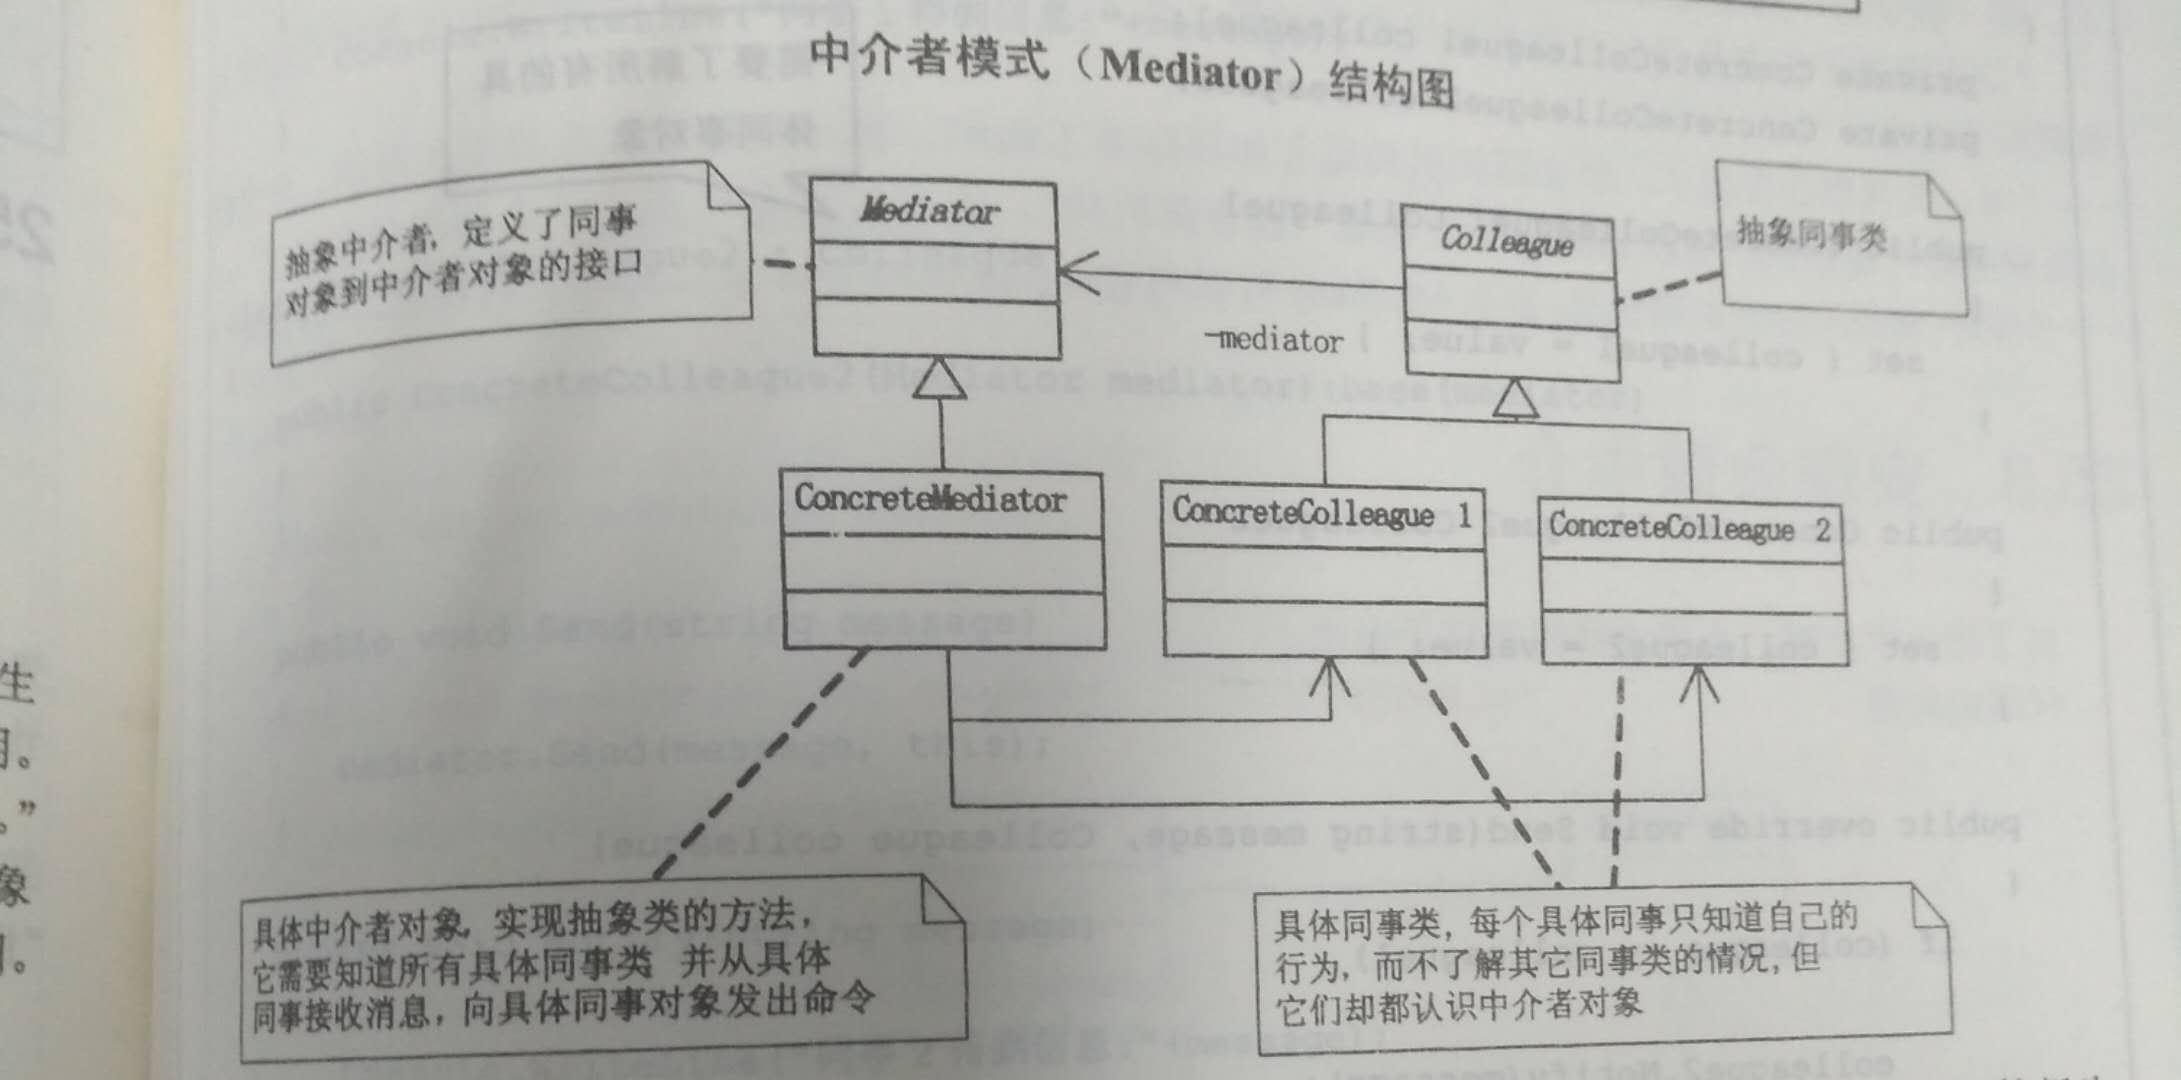 中介者模式（Mediator）结构图
Mediator
抽象中介者，定义了同事
对象到中介者对象的接口
Colleague
抽象同事类
-mediator
ConcreteMediator
ConcreteColleague 1
ConcreteColleague 2
具体中介者对象，实现抽象类的方法，
它需要知道所有具体同事类 并从具体
同事接收消息，向具体同事对象发出命令
具体同事类，每个具体同事只知道自己的
行为，而不了解其它同事类的情况，但
它们却都认识中介者对象
生
。
。”
象
。